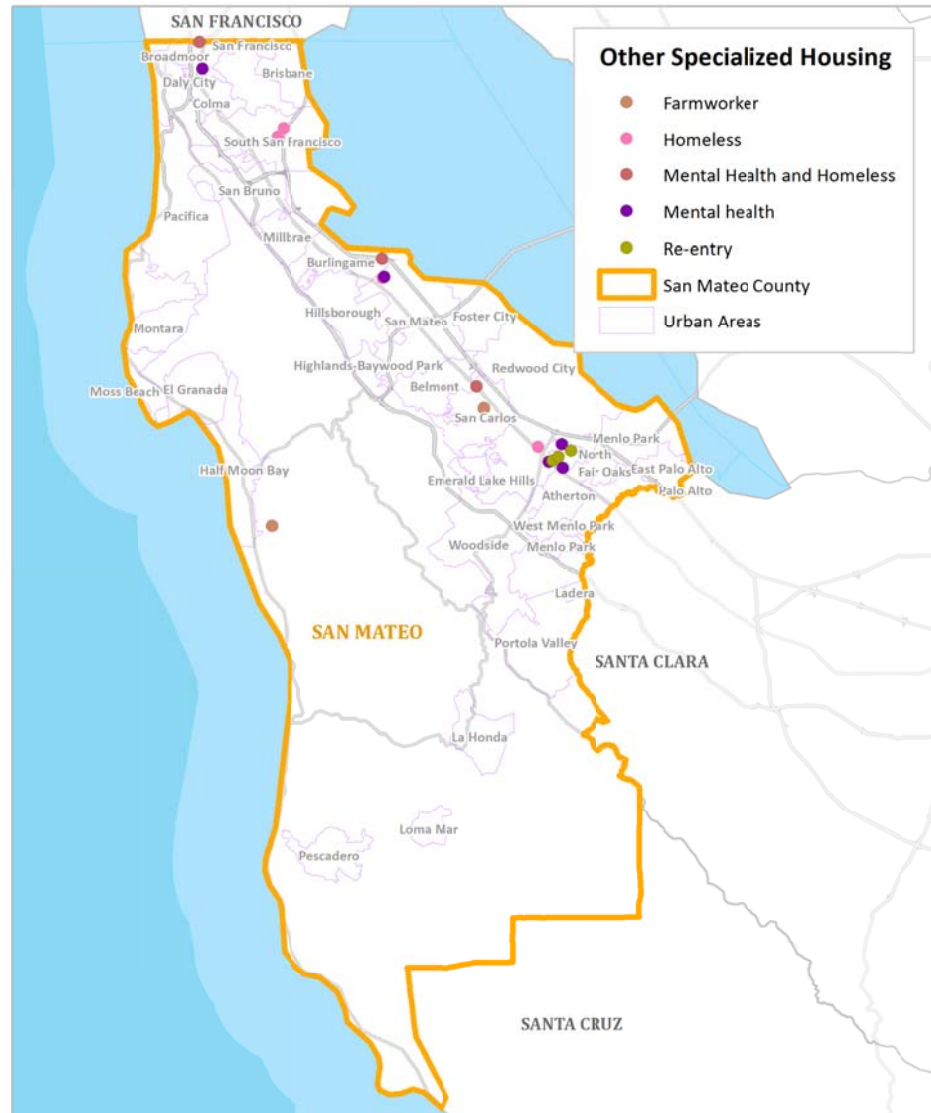 SAN FRANCISCO
San Francisco
Broadmoor
Brisbane
Daly City
Colma
South San Francisco
San Bruno
Pacifica
Millbrae
Burlingame
Hillsborough
San Mateo
Foster City
Montara
Highlands-Baywood Park
Redwood City
Belmont
Moss Beach
El Granada
San Carlos
Menlo Park
North
Fair Oaks
East Palo Alto
Half Moon Bay
Emerald Lake Hills
Palo Alto
Atherton
West Menlo Park
Woodside
Menlo Park
Ladera
SAN MATEO
Portola Valley
SANTA CLARA
La Honda
Loma Mar
Pescadero
SANTA CRUZ
Other Specialized Housing
Farmworker
Homeless
Mental Health and Homeless
Mental health
Re-entry
San Mateo County
Urban Areas